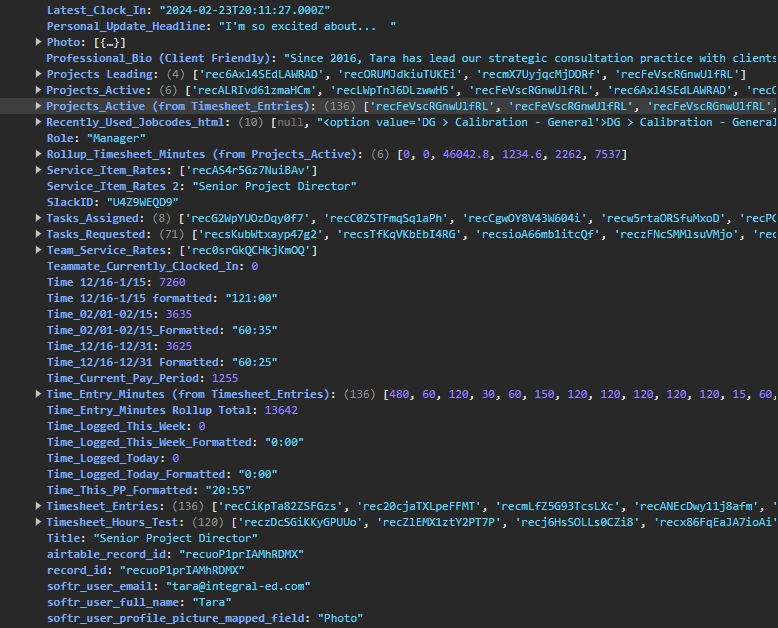 Latest_Clock_In: "2024-02-23T20:11:27.000Z"
Personal_Update_Headline: "I'm so excited about...  "
Photo: [{…}]
Professional_Bio (Client Friendly): "Since 2016, Tara has lead our strategic consultation practice with clients
Projects Leading: (4) ['rec6Axl4SEdLAWRAD', 'recORUMJdkiuTUKEi', 'recmX7UyjqcMjDDRf', 'recFeVscRGnwUlfRL']
Projects_Active: (6) ['recALRIvd61zmaHCm', 'recLWpTnJ6DLzwwH5', 'recFeVscRGnwUlfRL', 'rec6Axl4SEdLAWRAD', 'recO
Projects_Active (from Timesheet_Entries): (136) ['recFeVscRGnwUlfRL', 'recFeVscRGnwUlfRL', 'recFeVscRGnwUlfRL',
Recently_Used_Jobcodes_html: (10) [null, "<option value='DG > Calibration - General'>DG > Calibration - General
Role: "Manager"
Rollup_Timesheet_Minutes (from Projects_Active): (6) [0, 0, 46042.8, 1234.6, 2262, 7537]
Service_Item_Rates: ['recAS4r5Gz7NuiBAv']
Service_Item_Rates 2: "Senior Project Director"
SlackID: "U4Z9WEQD9"
Tasks_Assigned: (8) ['recG2WpYUOzDqy0f7', 'recC0ZSTFmqSq1aPh', 'recCgwOY8V43W604i', 'recw5rtaORSfuMxoD', 'recPC
Tasks_Requested: (71) ['recsKubWtxayp47g2', 'recsTfKqVKbEbI4RG', 'recsioA66mb1itcQf', 'reczFNcSMMlsuVMjo', 'rec
Team_Service_Rates: ['rec0srGkQCHkjKmOQ']
Teammate_Currently_Clocked_In: 0
Time 12/16-1/15: 7260
Time 12/16-1/15 formatted: "121:00"
Time_02/01-02/15: 3635
Time_02/01-02/15_Formatted: "60:35"
Time_12/16-12/31: 3625
Time_12/16-12/31 Formatted: "60:25"
Time_Current_Pay_Period: 1255
Time_Entry_Minutes (from Timesheet_Entries): (136) [480, 60, 120, 30, 60, 150, 120, 120, 120, 120, 120, 15, 60,
Time_Entry_Minutes Rollup Total: 13642
Time_Logged_This_Week: 0
Time_Logged_This_Week_Formatted: "0:00"
Time_Logged_Today: 0
Time_Logged_Today_Formatted: "0:00"
Time_This_PP_Formatted: "20:55"
Timesheet_Entries: (136) ['recCiKpTa82ZSFGzs', 'rec20cjaTXLpeFFMT', 'recmLfZ5G93TcsLXc', 'recANEcDwy11j8afm', '
Timesheet_Hours_Test: (120) ['reczDcSGiKKyGPUUo', 'recZlEMX1ztY2PT7P', 'recj6HsSOLLs0CZi8', 'recx86FqEaJA7ioAi'
Title: "Senior Project Director"
airtable_record_id: "recuoP1prIAMhRDMX"
record_id: "recuoP1prIAMhRDMX"
softr_user_email: "tara@integral-ed.com"
softr_user_full_name: "Tara"
softr_user_profile_picture_mapped_field: "Photo"